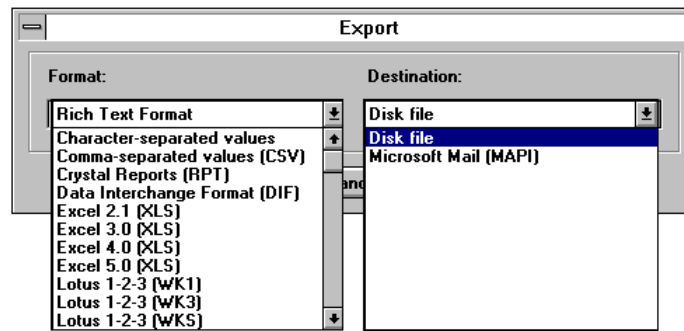 Export
Format:
Destination:
Rich Text Format
Disk file
Character-separated values
Comma-separated values (CSV)
Crystal Reports (RPT)
Data Interchange Format (DIF)
Excel 2.1 (XLS)
Excel 3.0 (XLS)
Excel 4.0 (XLS)
Excel 5.0 (XLS)
Lotus 1-2-3 (WK1)
Lotus 1-2-3 (WK3)
Lotus 1-2-3 (WKS)
Disk file
Microsoft Mail (MAPI)